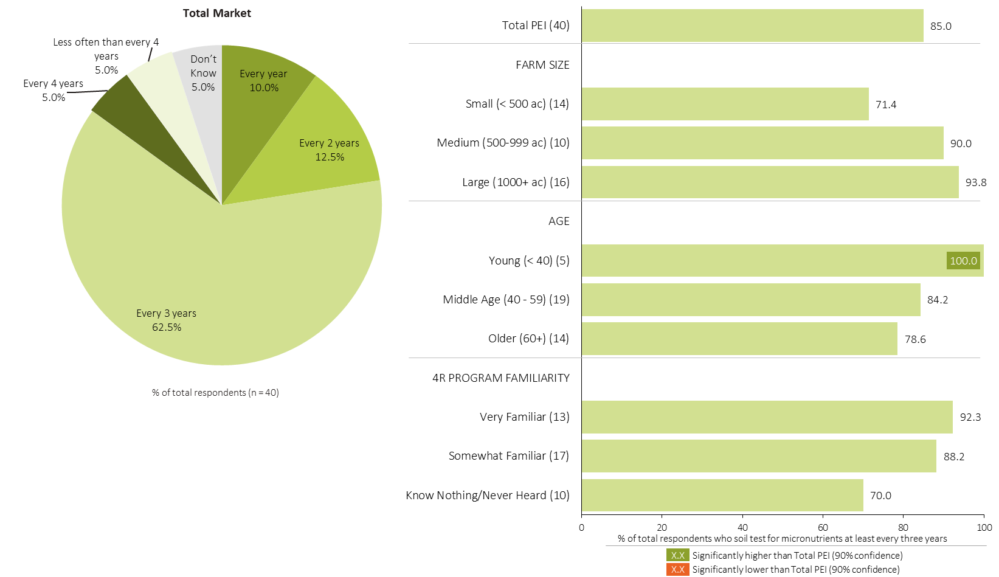 Total Market
Less often than every 4
years
5.0%
Every 4 years
5.0%
Don't
Know
5.0%
Every year
10.0%
Every 2 years
12.5%
Every 3 years
62.5%
% of total respondents (n = 40)
Total PEI (40)
85.0
FARM SIZE
Small (< 500 ac) (14)
71.4
Medium (500-999 ac) (10)
90.0
Large (1000+ ac) (16)
93.8
AGE
Young (< 40) (5)
100.0
Middle Age (40 - 59) (19)
84.2
Older (60+) (14)
78.6
4R PROGRAM FAMILIARITY
Very Familiar (13)
92.3
Somewhat Familiar (17)
88.2
Know Nothing/Never Heard (10)
70.0
0 20 40 60 80 100
% of total respondents who soil test for micronutrients at least every three years
X.X Significantly higher than Total PEI (90% confidence)
X.X Significantly lower than Total PEI (90% confidence)